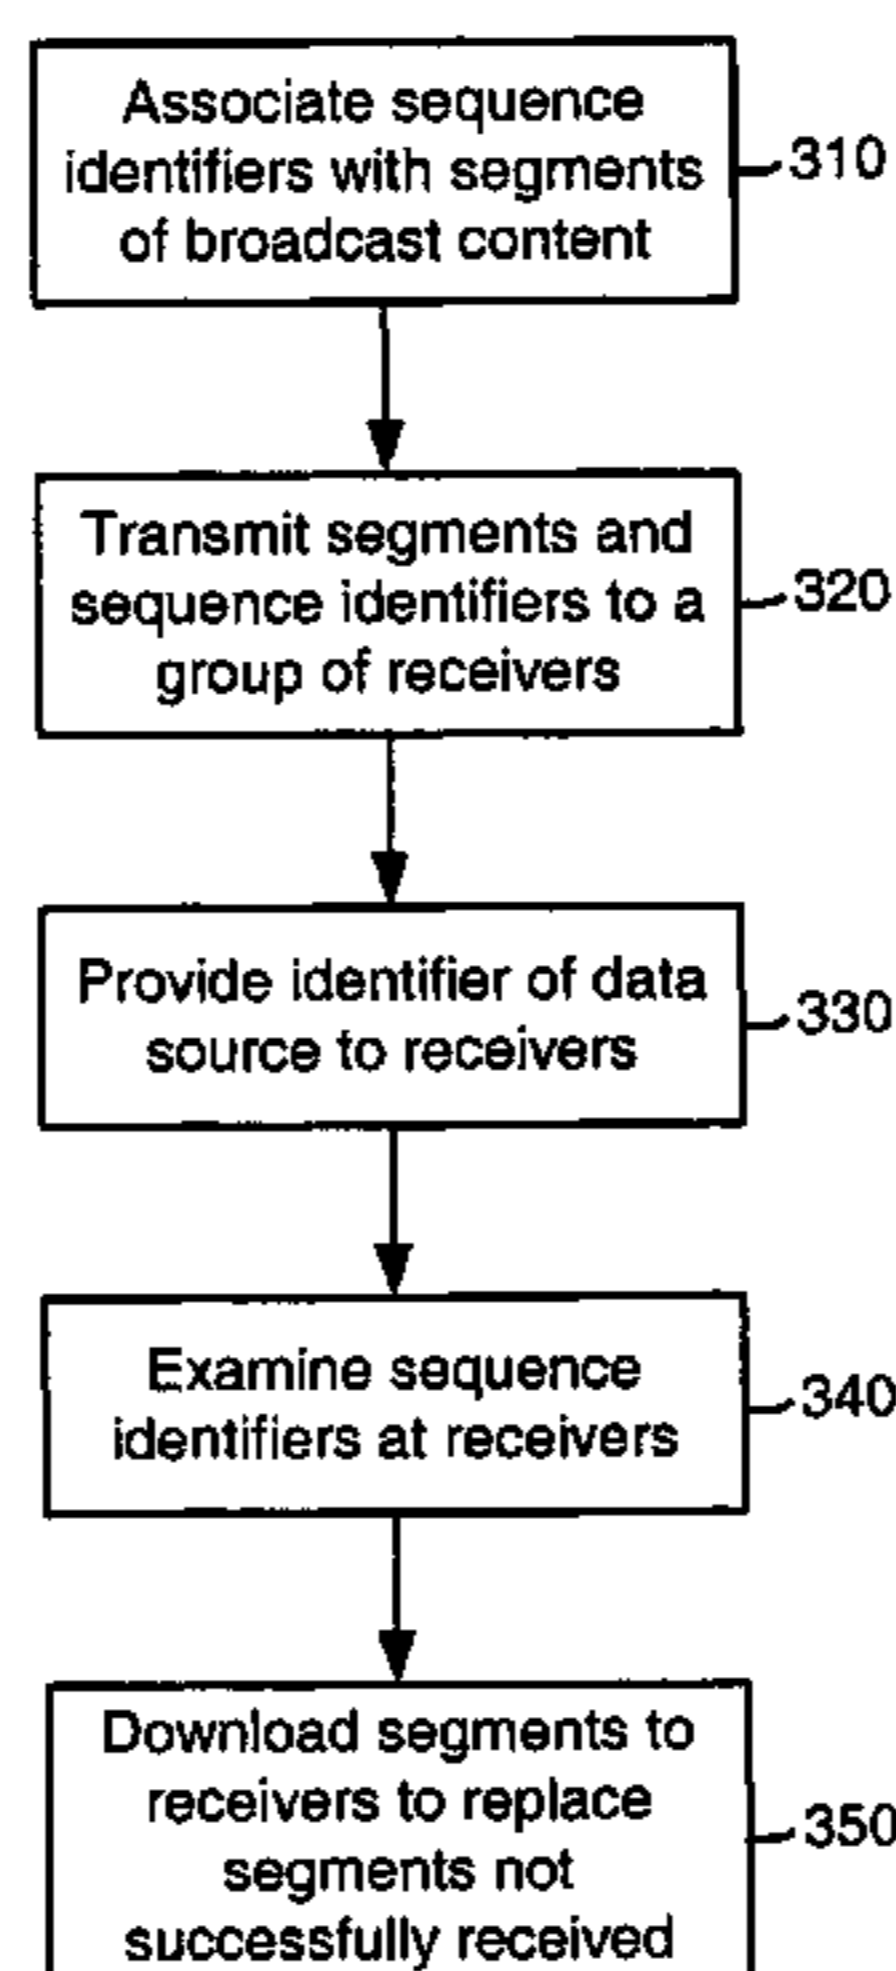 Associate sequence
identifiers with segments
of broadcast content
310
Transmit segments and
sequence identifiers to a
group of receivers
320
Provide identifier of data
source to receivers
330
Examine sequence
identifiers at receivers
340
Download segments to
receivers to replace
segments not
successfully received
350